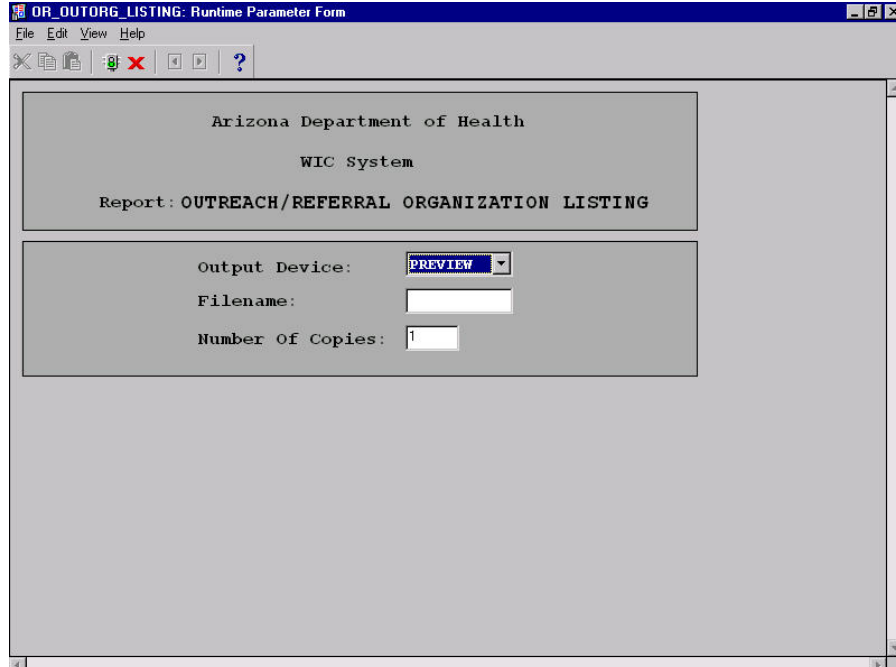 OR_OUTORG_LISTING: Runtime Parameter Form
File Edit View Help
?
Arizona Department of Health
WIC System
Report: OUTREACH/REFERRAL ORGANIZATION LISTING
Output Device: PREVIEW
Filename:
Number Of Copies: 1